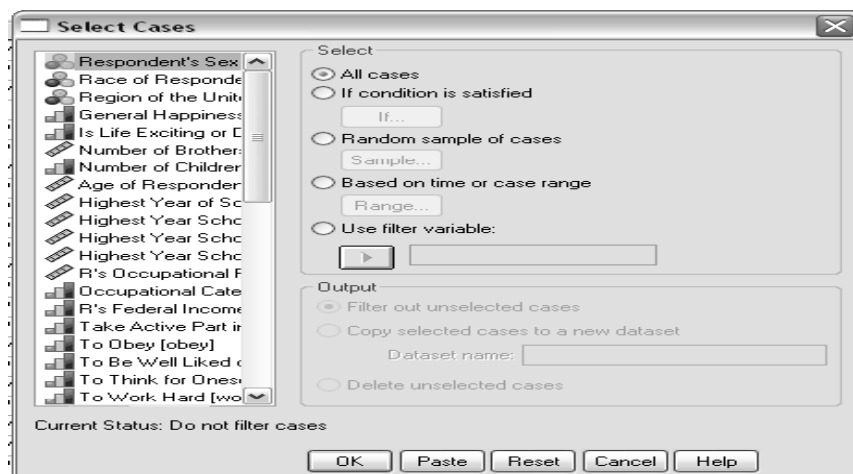 Select Cases
Respondent's Sex
Race of Responde
Region of the Unit
General Happiness
Is Life Exciting or D
Number of Brother
Number of Children
Age of Responder
Highest Year of Sc
Highest Year Scho
Highest Year Scho
Highest Year Scho
R's Occupational P
Occupational Cate
R's Federal Income
Take Active Part in
To Obey [obey]
To Be Well Liked o
To Think for Ones
To Work Hard [wo
Select
All cases
If condition is satisfied
If...
Random sample of cases
Sample...
Based on time or case range
Range...
Use filter variable:
Output
Filter out unselected cases
Copy selected cases to a new dataset
Dataset name:
Delete unselected cases
Current Status: Do not filter cases
OK Paste Reset Cancel Help